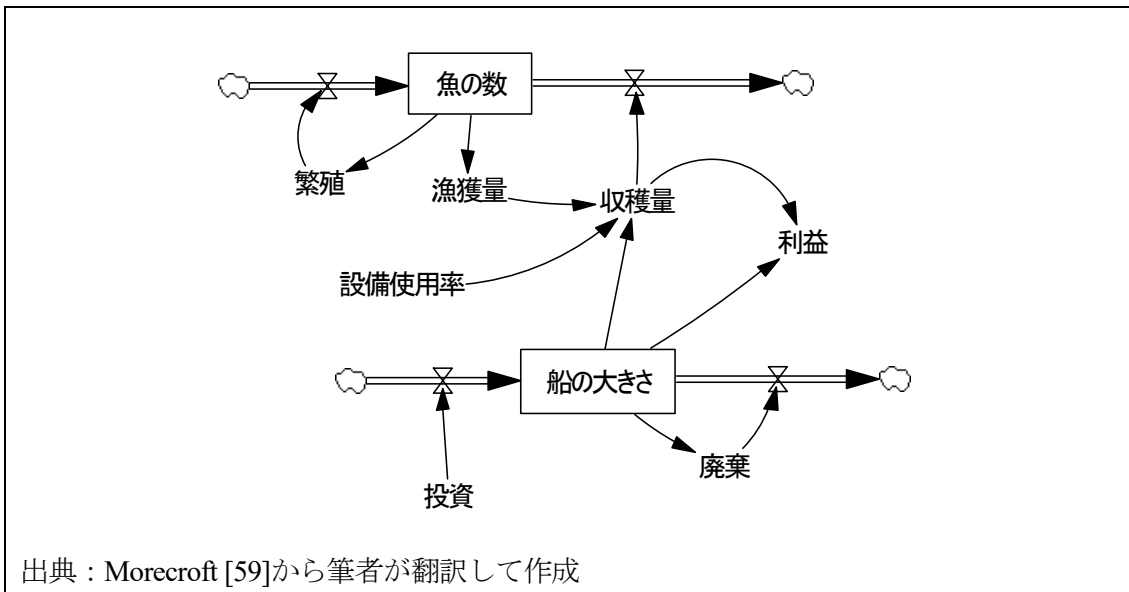 魚の数
繁殖
漁獲量
収穫量
利益
設備使用率
船の大きさ
廃棄
投資
出典：Morecroft [59]から筆者が翻訳して作成